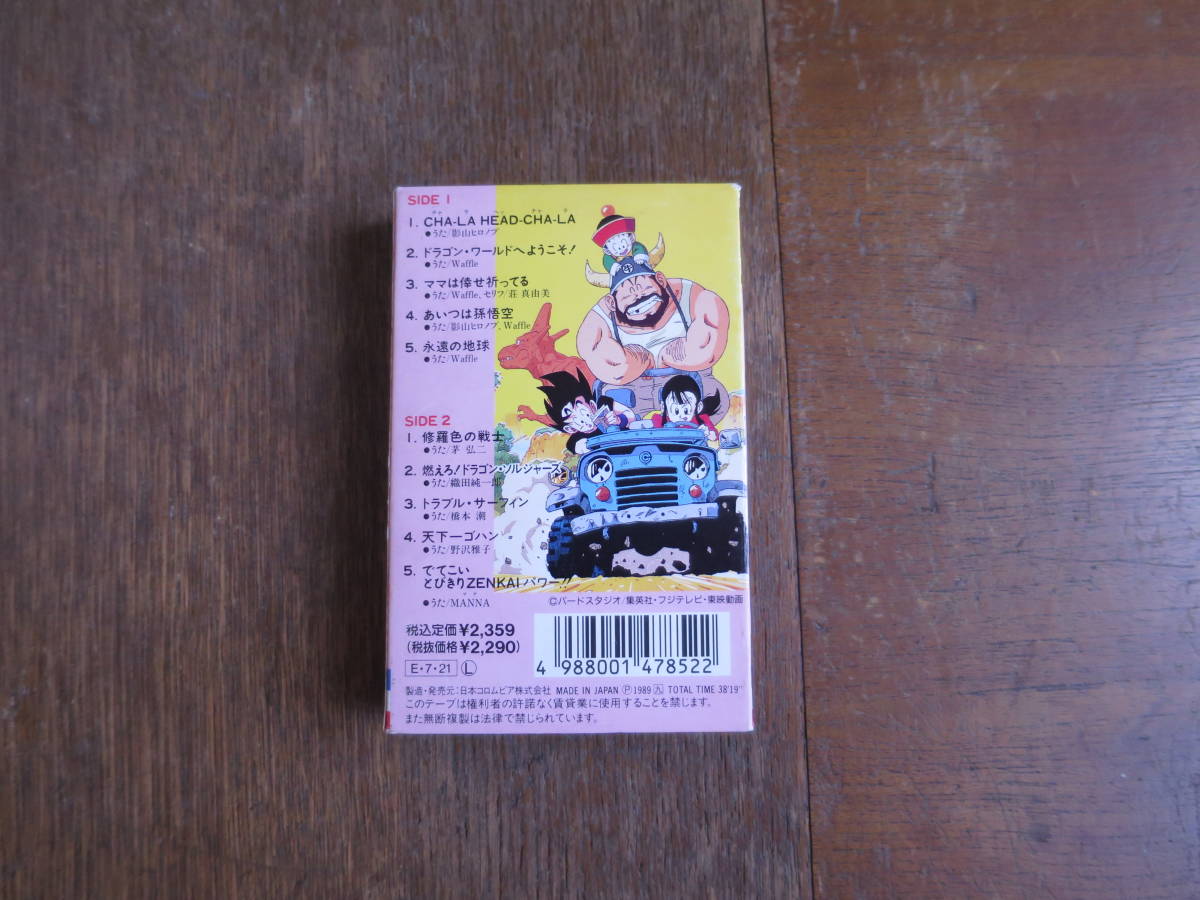 SIDE 1
1. CHA-LA HEAD-CHA-LA
●うた/影山ヒロノブ
2. ドラゴン・ワールドへようこそ!
●うた/Waffle
3. ママは倖せ祈ってる
●うた/Waffle, セリフ/荘 真由美
4. あいつは孫悟空
●うた/影山ヒロノブ、Waffle
5. 永遠の地球
●うた/Waffle
SIDE 2
1. 修羅色の戦士
●うた/茅 弘二
2. 燃えろ!ドラゴン・ソルジャーズ
●うた/織田純一郎
3. トラブル・サーフィン
●うた/橋本 潮
4. 天下一ゴハン
●うた/野沢雅子
5. でてこい
とびきりZENKAIパワー!!
●うた/MANNA
©バードスタジオ/集英社・フジテレビ・東映動画
税込定価¥2,359
(税抜価格¥2,290)
E・7・21 L
4 988001 478522
製造・発売元:日本コロムビア株式会社 MADE IN JAPAN Ⓟ1989 九 TOTAL TIME 38'19"
このテープは権利者の許諾なく賃貸業に使用することを禁じます。
また無断複製は法律で禁じられています。